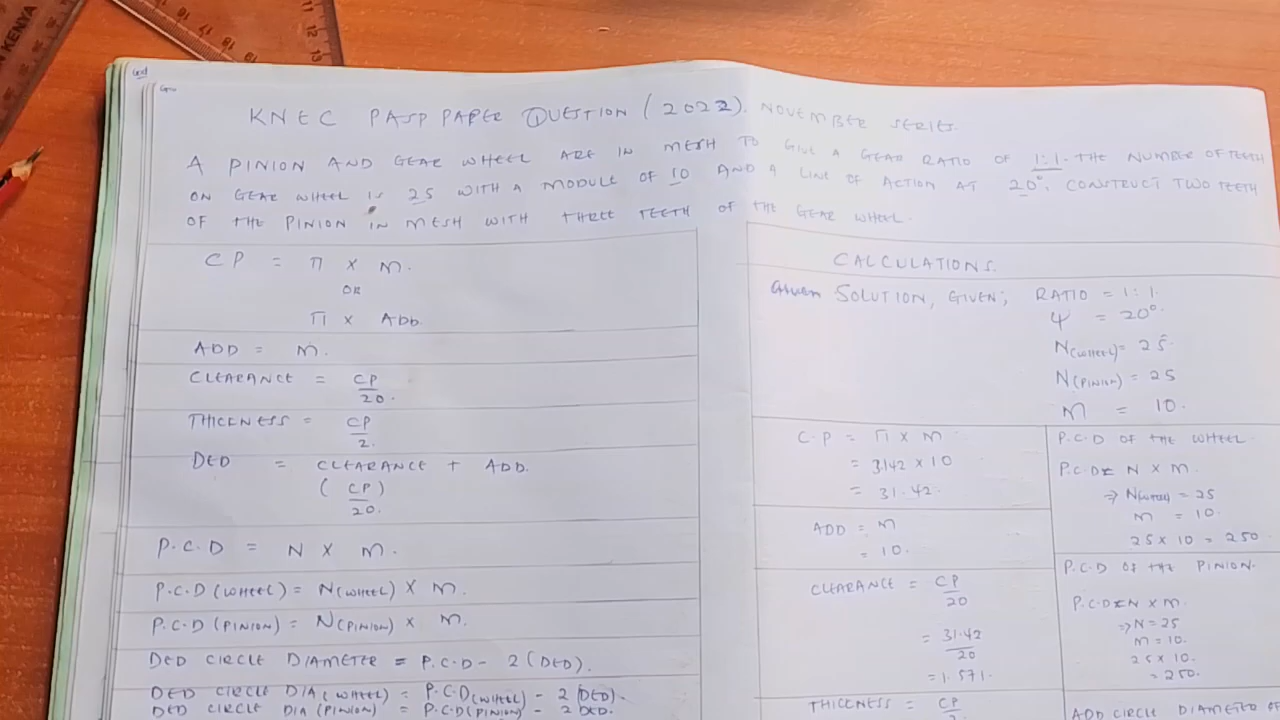 KENYA
God
KNEC PASP PAPER QUESTION (2022). NOVEMBER SERIES.
A PINION AND GEAR WHEEL ARE IN MESH TO GIVE A GEAR RATIO OF 1:1. THE NUMBER OF TEETH
ON GEAR WHEEL IS 25 WITH A MODULE OF 10 AND A LINE OF ACTION AT 20°. CONSTRUCT TWO TEETH
OF THE PINION IN MESH WITH THREE TEETH OF THE GEAR WHEEL.
CP = π × M.
OR
π × ADD.
ADD = M.
CLEARANCE = CP/20.
THICKNESS = CP/2.
DED = CLEARANCE + ADD.
(CP/20.)
P.C.D = N × M.
P.C.D (WHEEL) = N(WHEEL) × M.
P.C.D (PINION) = N(PINION) × M.
DED CIRCLE DIAMETER = P.C.D - 2(DED).
DED CIRCLE DIA (WHEEL) = P.C.D(WHEEL) - 2(DED).
DED CIRCLE DIA (PINION) = P.C.D(PINION) - 2 DED.
CALCULATIONS.
Given SOLUTION, GIVEN; RATIO = 1:1.
Ψ = 20°.
N(WHEEL) = 25.
N(PINION) = 25
M = 10.
C.P = π × M
= 3.142 × 10
= 31.42.
ADD = M
= 10.
CLEARANCE = CP/20
= 31.42/20
= 1.571.
THICKNESS = CP/2
P.C.D OF THE WHEEL.
P.C.D = N × M.
⇒ N(WHEEL) = 25
M = 10.
25 × 10 = 250
P.C.D OF THE PINION.
P.C.D = N × M.
⇒ N = 25
M = 10.
25 × 10.
= 250.
ADD CIRCLE DIAMETER OF